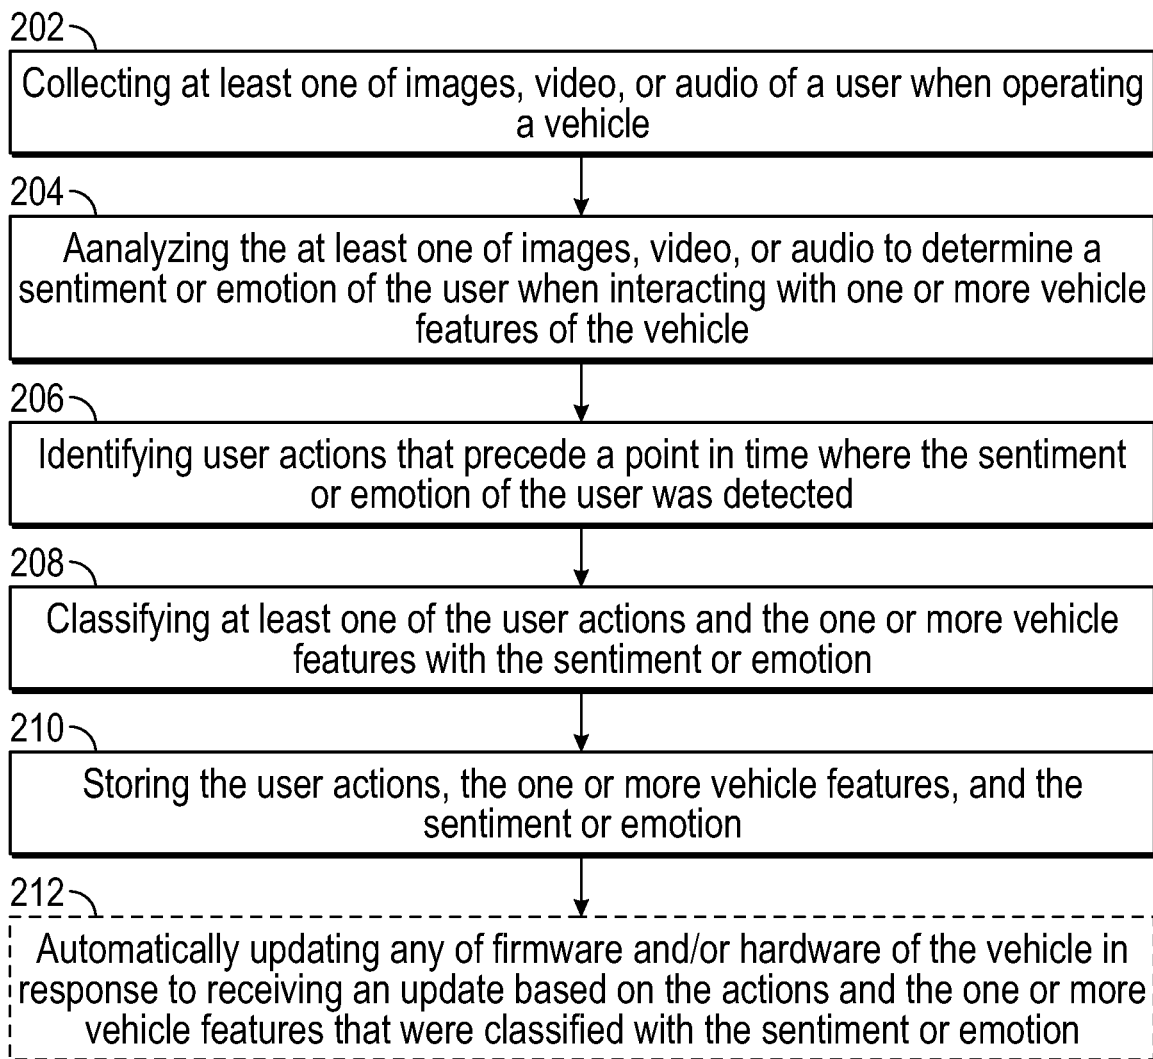 202
Collecting at least one of images, video, or audio of a user when operating
a vehicle
204
Aanalyzing the at least one of images, video, or audio to determine a
sentiment or emotion of the user when interacting with one or more vehicle
features of the vehicle
206
Identifying user actions that precede a point in time where the sentiment
or emotion of the user was detected
208
Classifying at least one of the user actions and the one or more vehicle
features with the sentiment or emotion
210
Storing the user actions, the one or more vehicle features, and the
sentiment or emotion
212
Automatically updating any of firmware and/or hardware of the vehicle in
response to receiving an update based on the actions and the one or more
vehicle features that were classified with the sentiment or emotion